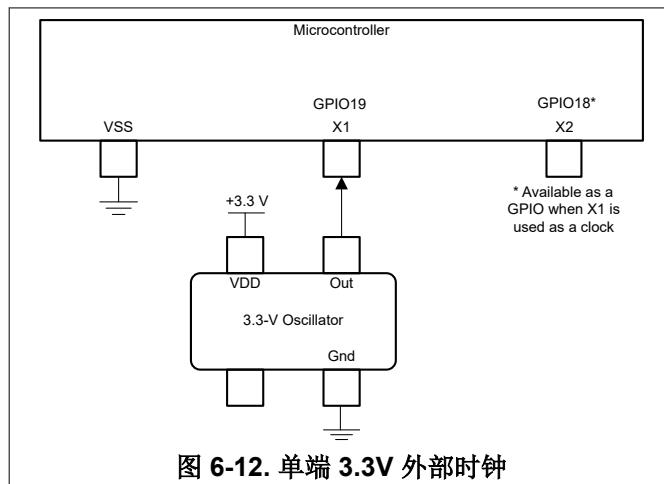 Microcontroller
GPIO19
GPIO18*
VSS
X1
X2
* Available as a
GPIO when X1 is
used as a clock
+3.3 V
VDD
Out
3.3-V Oscillator
Gnd
图 6-12. 单端 3.3V 外部时钟